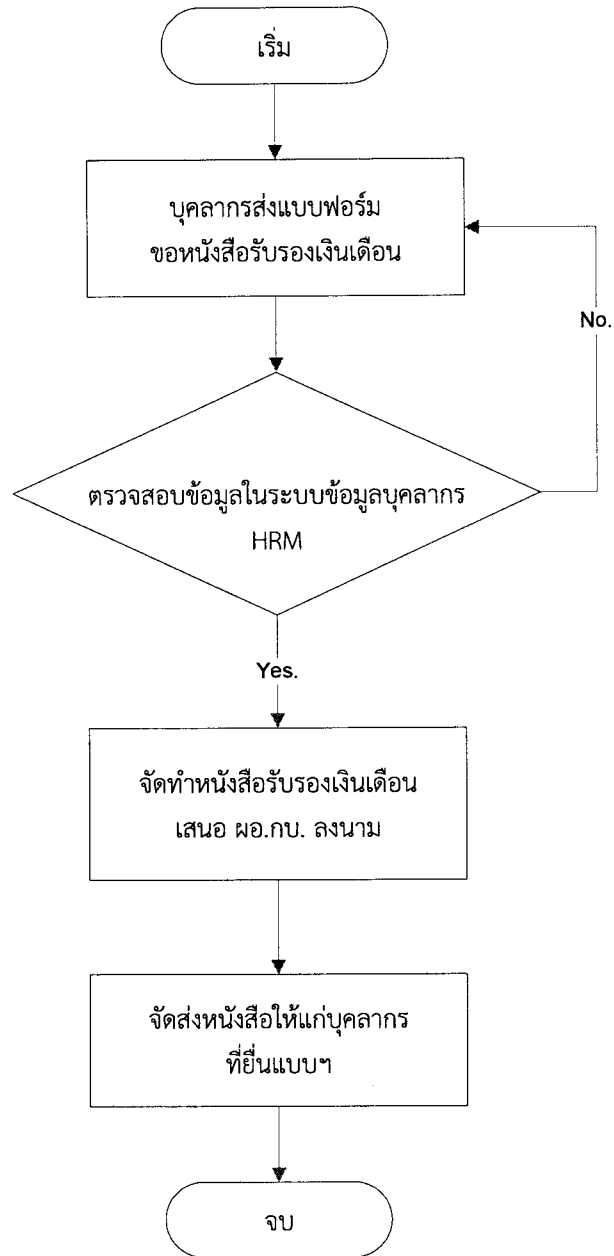 เริ่ม
บุคลากรส่งแบบฟอร์ม
ขอหนังสือรับรองเงินเดือน
No.
ตรวจสอบข้อมูลในระบบข้อมูลบุคลากร
HRM
Yes.
จัดทำหนังสือรับรองเงินเดือน
เสนอ ผอ.กบ. ลงนาม
จัดส่งหนังสือให้แก่บุคลากร
ที่ยื่นแบบฯ
จบ